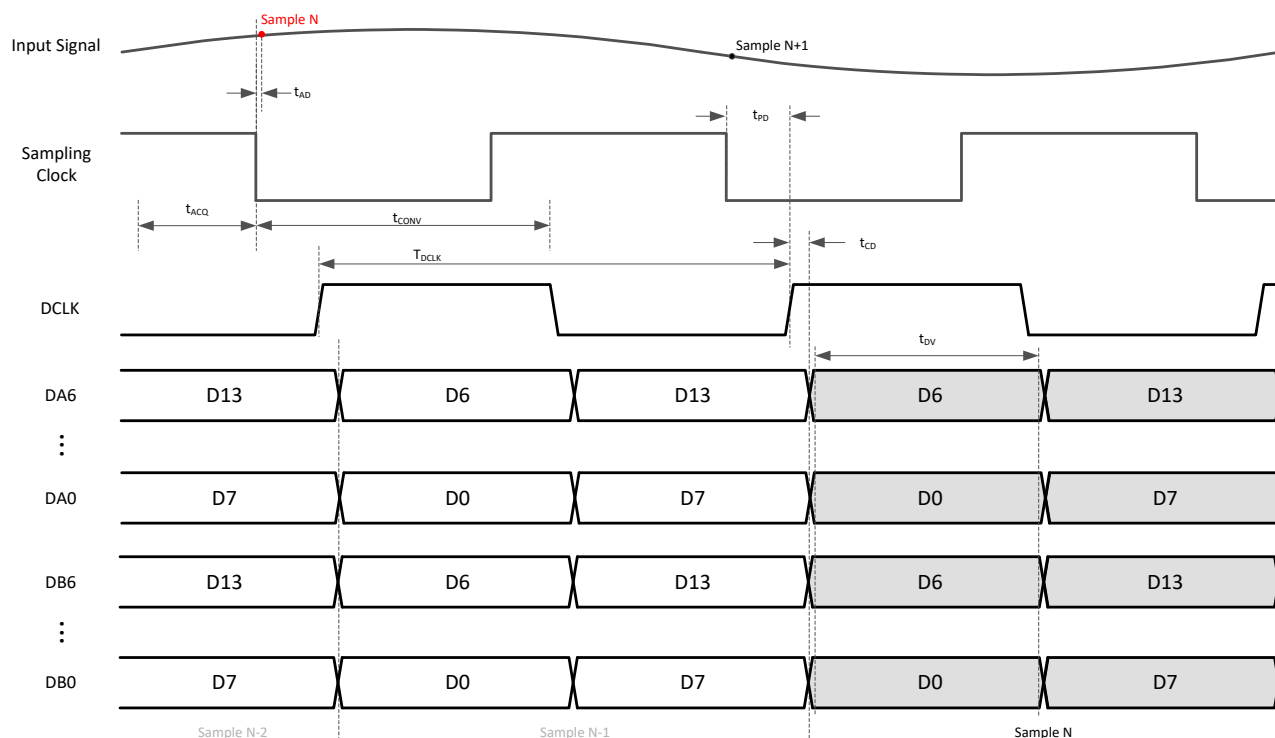 Sample N
Input Signal
Sample N+1
tAD
tPD
Sampling
Clock
tACQ
tCONV
tCD
TDCLK
DCLK
tDV
DA6 D13 D6 D13 D6 D13
⋮
DA0 D7 D0 D7 D0 D7
DB6 D13 D6 D13 D6 D13
⋮
DB0 D7 D0 D7 D0 D7
Sample N-2 Sample N-1 Sample N